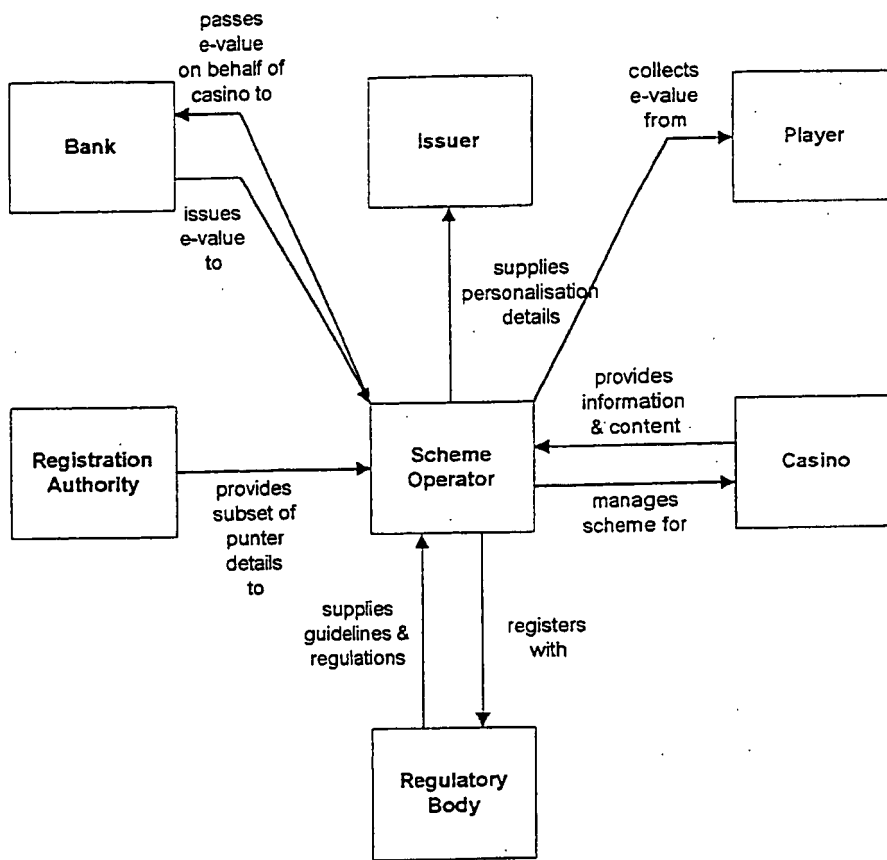 passes
e-value
on behalf of
casino to
Bank
issues
e-value
to
Issuer
supplies
personalisation
details
collects
e-value
from
Player
Registration
Authority
provides
subset of
punter
details
to
Scheme
Operator
provides
information
& content
Casino
manages
scheme for
supplies
guidelines &
regulations
registers
with
Regulatory
Body